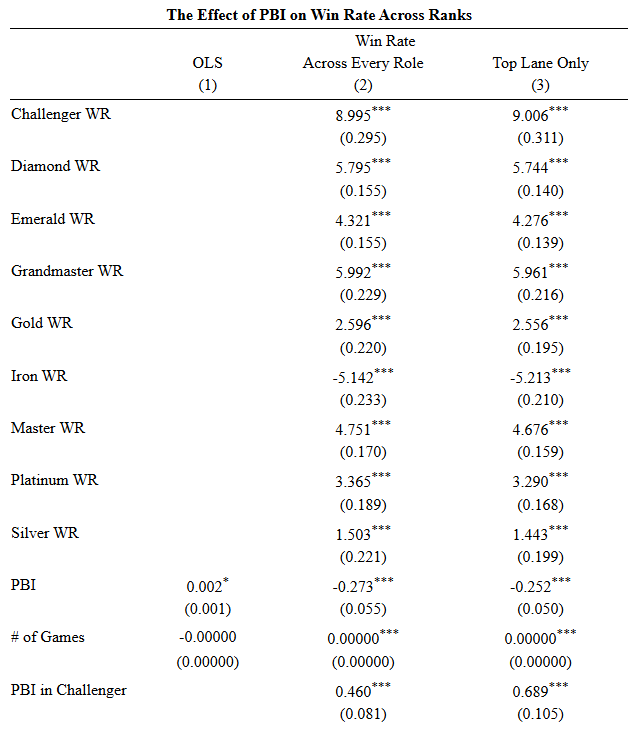 The Effect of PBI on Win Rate Across Ranks
Win Rate
OLS Across Every Role Top Lane Only
(1) (2) (3)
Challenger WR 8.995*** 9.006***
(0.295) (0.311)
Diamond WR 5.795*** 5.744***
(0.155) (0.140)
Emerald WR 4.321*** 4.276***
(0.155) (0.139)
Grandmaster WR 5.992*** 5.961***
(0.229) (0.216)
Gold WR 2.596*** 2.556***
(0.220) (0.195)
Iron WR -5.142*** -5.213***
(0.233) (0.210)
Master WR 4.751*** 4.676***
(0.170) (0.159)
Platinum WR 3.365*** 3.290***
(0.189) (0.168)
Silver WR 1.503*** 1.443***
(0.221) (0.199)
PBI 0.002* -0.273*** -0.252***
(0.001) (0.055) (0.050)
# of Games -0.00000 0.00000*** 0.00000***
(0.00000) (0.00000) (0.00000)
PBI in Challenger 0.460*** 0.689***
(0.081) (0.105)